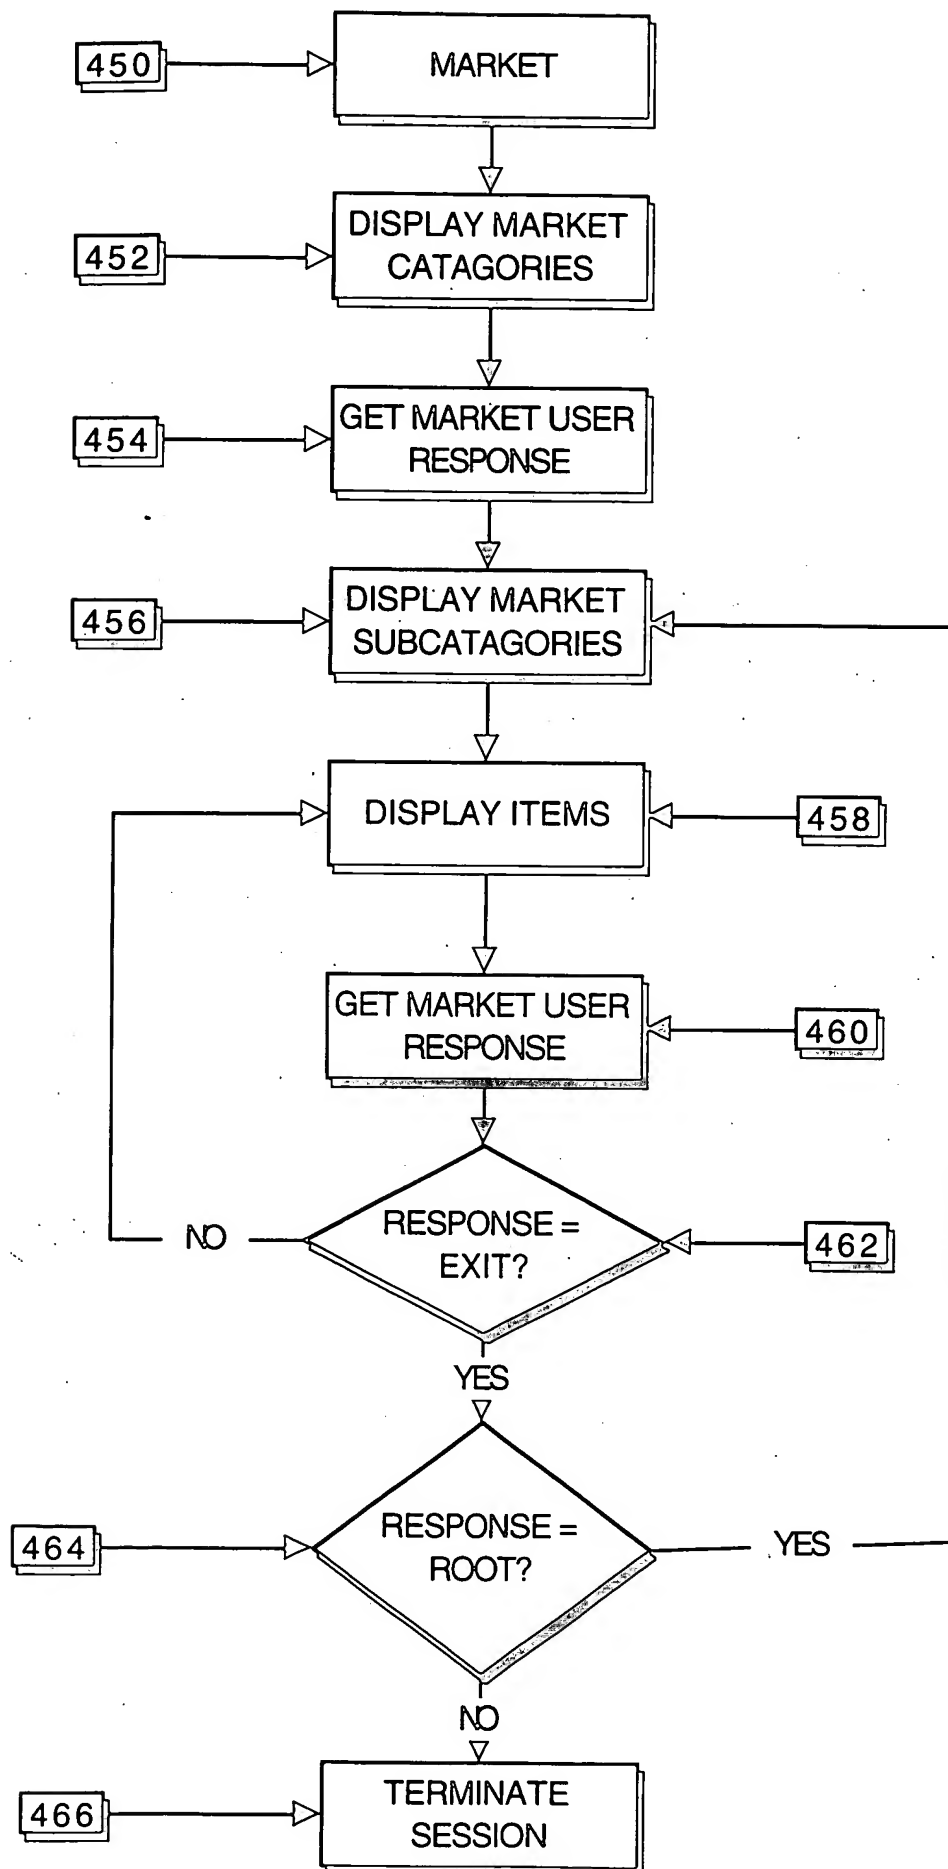 450
MARKET
452
DISPLAY MARKET
CATAGORIES
454
GET MARKET USER
RESPONSE
456
DISPLAY MARKET
SUBCATAGORIES
DISPLAY ITEMS
458
GET MARKET USER
RESPONSE
460
NO
RESPONSE =
EXIT?
462
YES
464
RESPONSE =
ROOT?
YES
NO
466
TERMINATE
SESSION